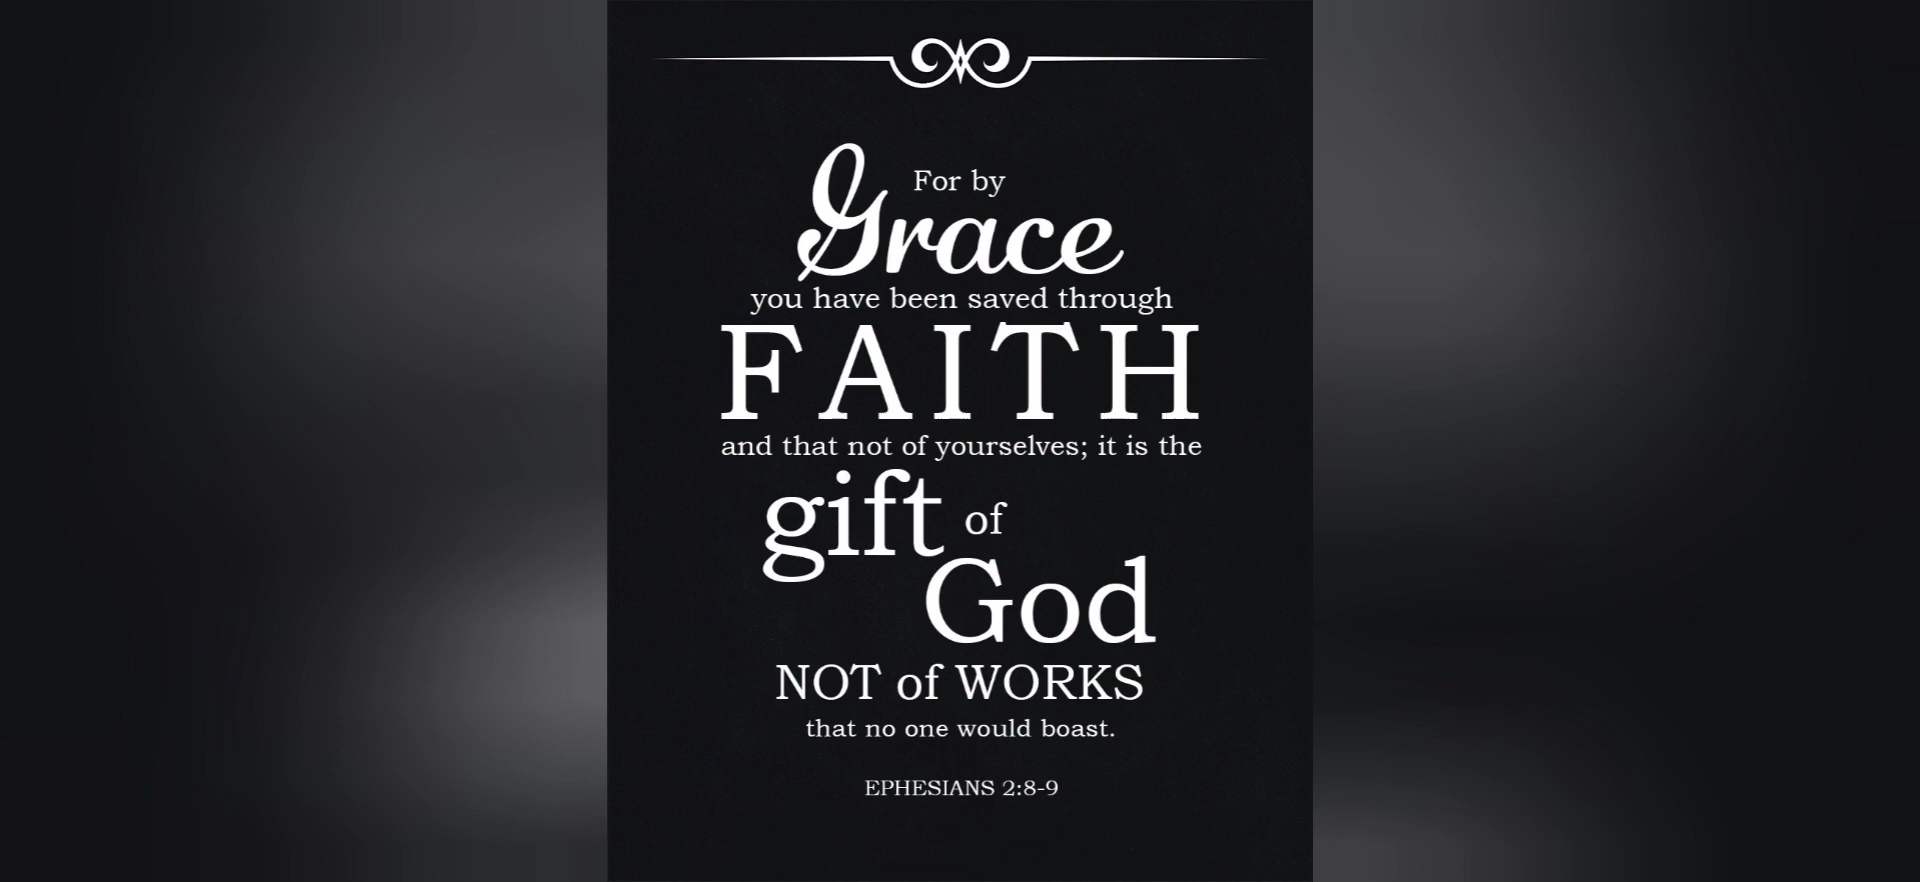 For by
Grace
you have been saved through
FAITH
and that not of yourselves; it is the
gift of
God
NOT of WORKS
that no one would boast.
EPHESIANS 2:8-9